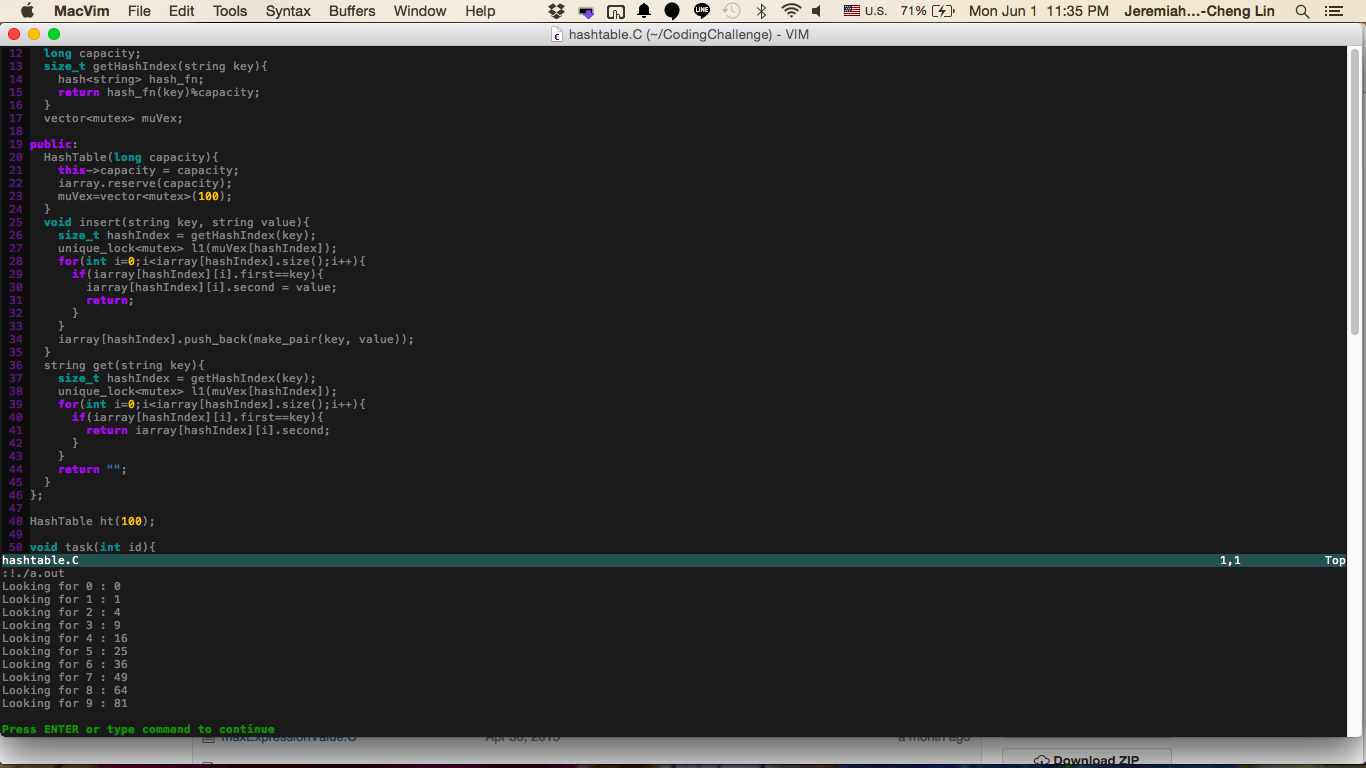 MacVim File Edit Tools Syntax Buffers Window Help LINE U.S. 71% Mon Jun 1 11:35 PM Jeremiah...-Cheng Lin
hashtable.C (~/CodingChallenge) - VIM
12 long capacity;
13 size_t getHashIndex(string key){
14 hash<string> hash_fn;
15 return hash_fn(key)%capacity;
16 }
17 vector<mutex> muVex;
18
19 public:
20 HashTable(long capacity){
21 this->capacity = capacity;
22 iarray.reserve(capacity);
23 muVex=vector<mutex>(100);
24 }
25 void insert(string key, string value){
26 size_t hashIndex = getHashIndex(key);
27 unique_lock<mutex> l1(muVex[hashIndex]);
28 for(int i=0;i<iarray[hashIndex].size();i++){
29 if(iarray[hashIndex][i].first==key){
30 iarray[hashIndex][i].second = value;
31 return;
32 }
33 }
34 iarray[hashIndex].push_back(make_pair(key, value));
35 }
36 string get(string key){
37 size_t hashIndex = getHashIndex(key);
38 unique_lock<mutex> l1(muVex[hashIndex]);
39 for(int i=0;i<iarray[hashIndex].size();i++){
40 if(iarray[hashIndex][i].first==key){
41 return iarray[hashIndex][i].second;
42 }
43 }
44 return "";
45 }
46 };
47
48 HashTable ht(100);
49
50 void task(int id){
hashtable.C 1,1 Top
:!./a.out
Looking for 0 : 0
Looking for 1 : 1
Looking for 2 : 4
Looking for 3 : 9
Looking for 4 : 16
Looking for 5 : 25
Looking for 6 : 36
Looking for 7 : 49
Looking for 8 : 64
Looking for 9 : 81
Press ENTER or type command to continue
maxExpressionValue.C Apr 30, 2015 a month ago
Download ZIP